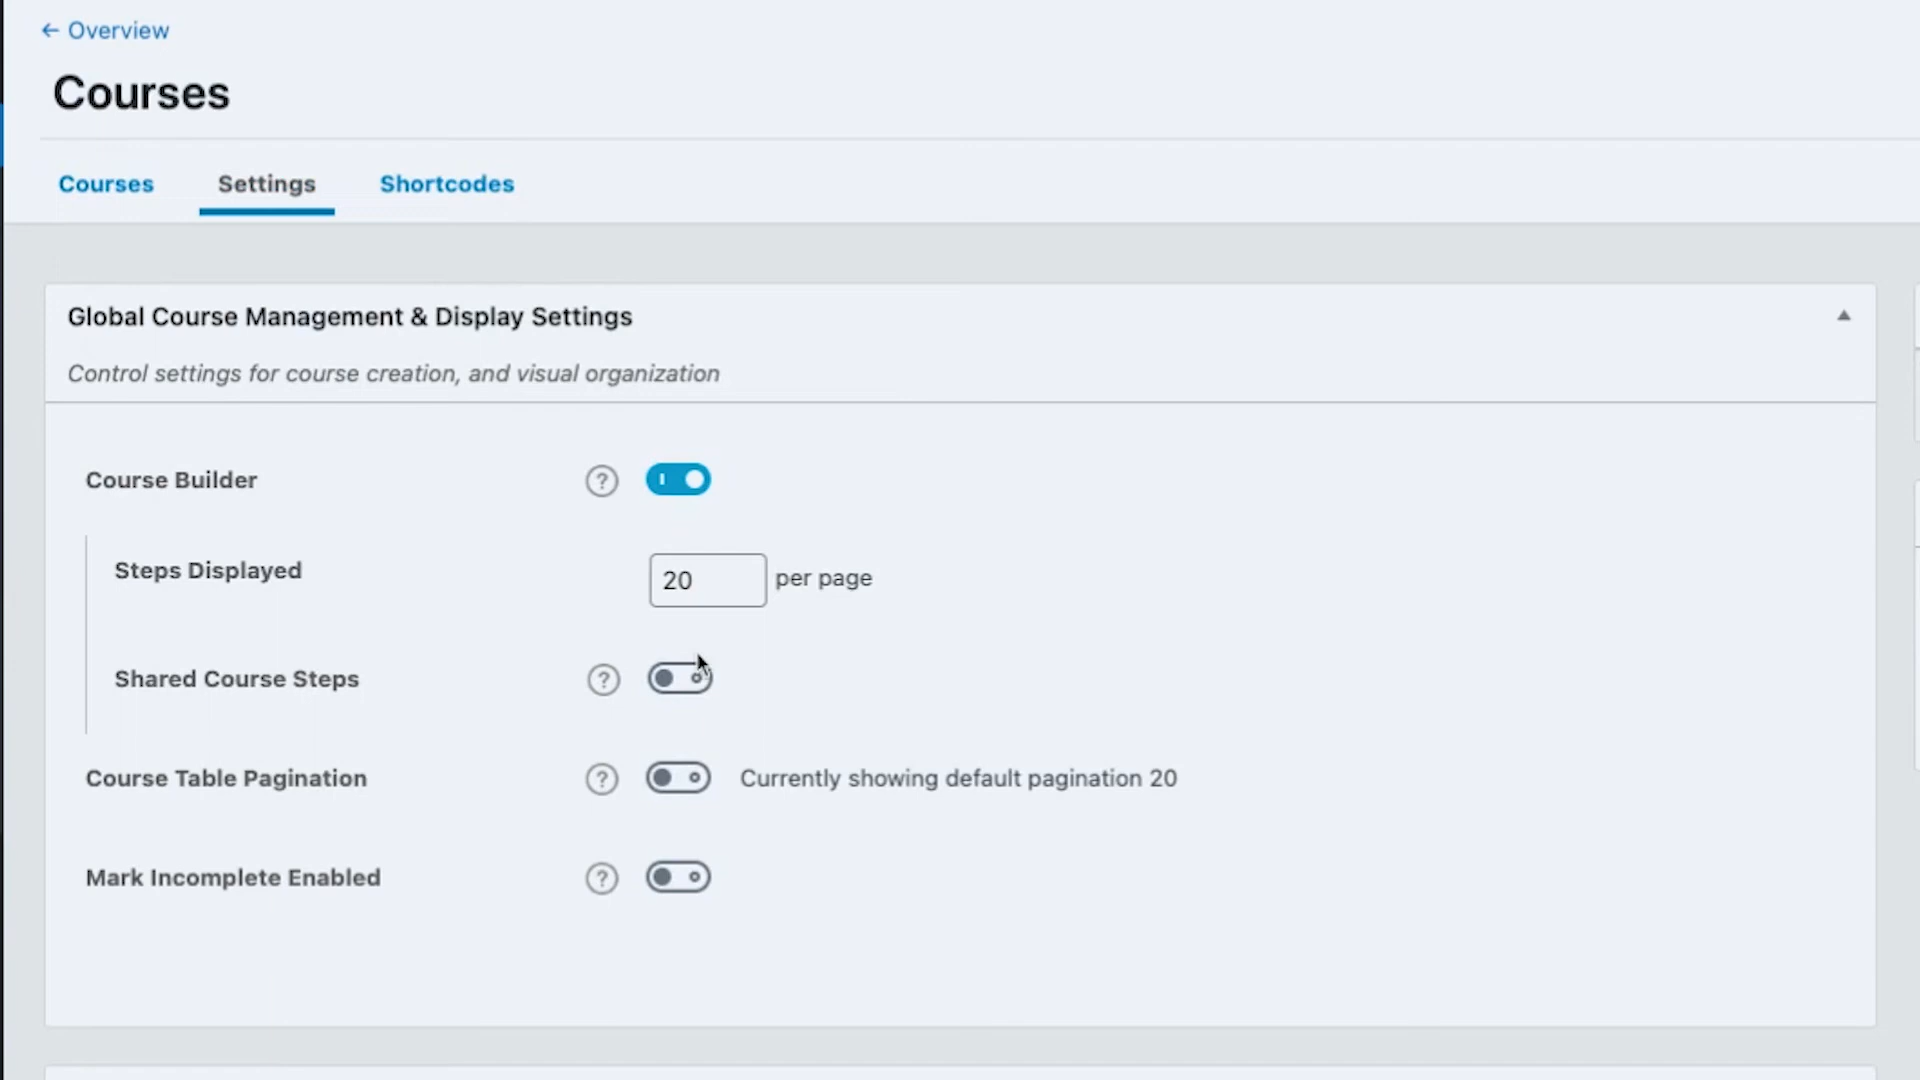 ← Overview
Courses
Courses Settings Shortcodes
Global Course Management & Display Settings
Control settings for course creation, and visual organization
Course Builder ?
Steps Displayed 20 per page
Shared Course Steps ?
Course Table Pagination ? Currently showing default pagination 20
Mark Incomplete Enabled ?